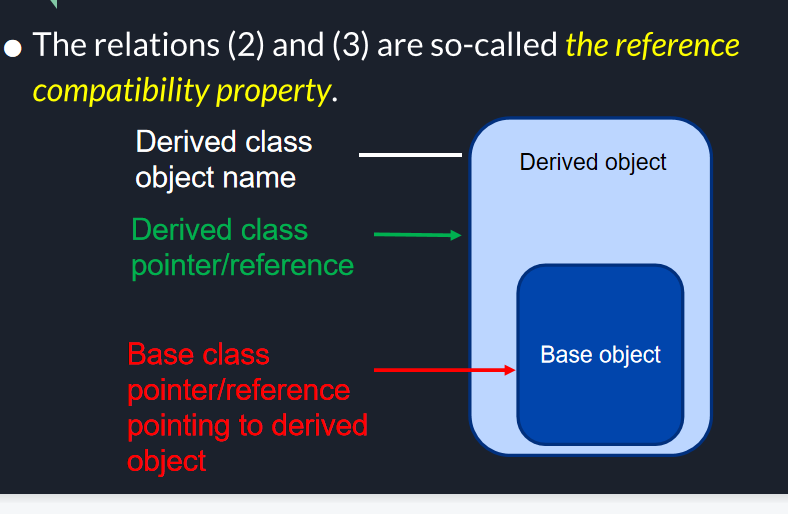 ● The relations (2) and (3) are so-called the reference
compatibility property.
Derived class
object name
Derived object
Derived class
pointer/reference
Base class
pointer/reference
pointing to derived
object
Base object